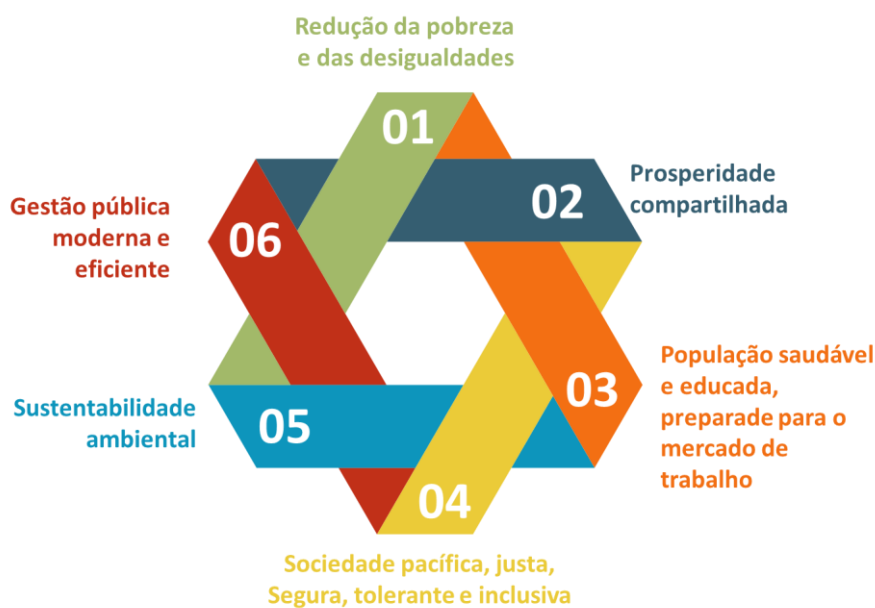 Redução da pobreza
e das desigualdades
01
02
Prosperidade
compartilhada
03
População saudável
e educada,
preparade para o
mercado de
trabalho
04
Sociedade pacífica, justa,
Segura, tolerante e inclusiva
05
Sustentabilidade
ambiental
06
Gestão pública
moderna e
eficiente